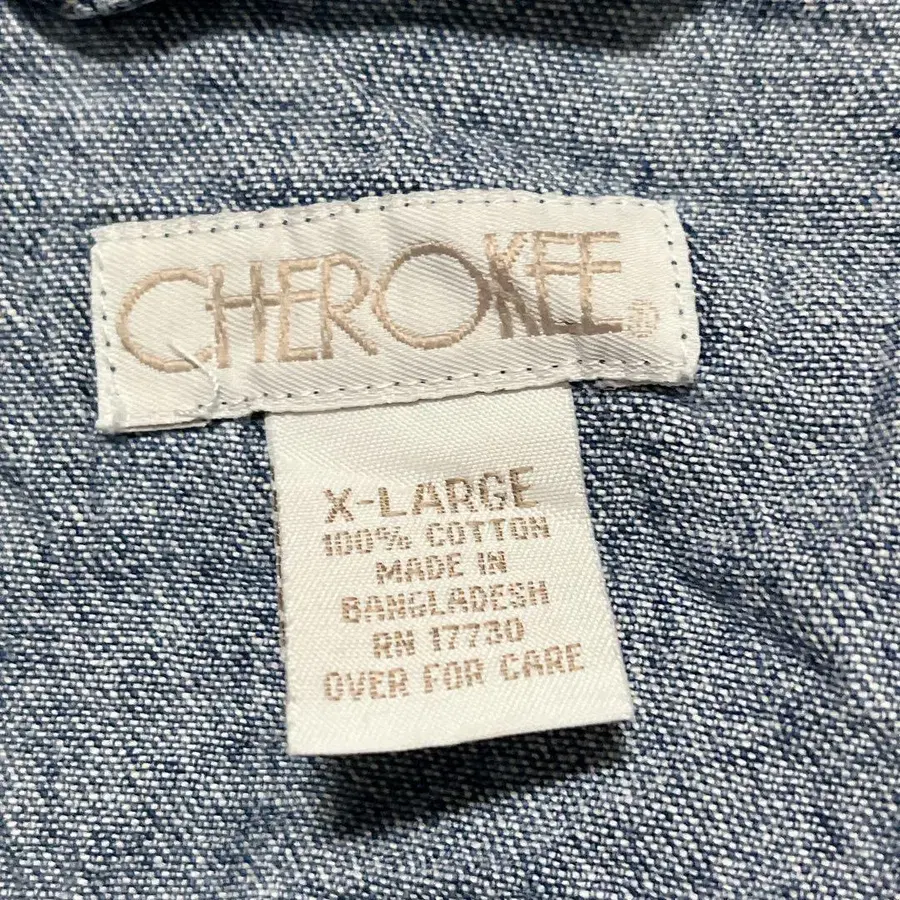 CHEROKEE®
X-LARGE
100% COTTON
MADE IN
BANGLADESH
RN 17730
OVER FOR CARE